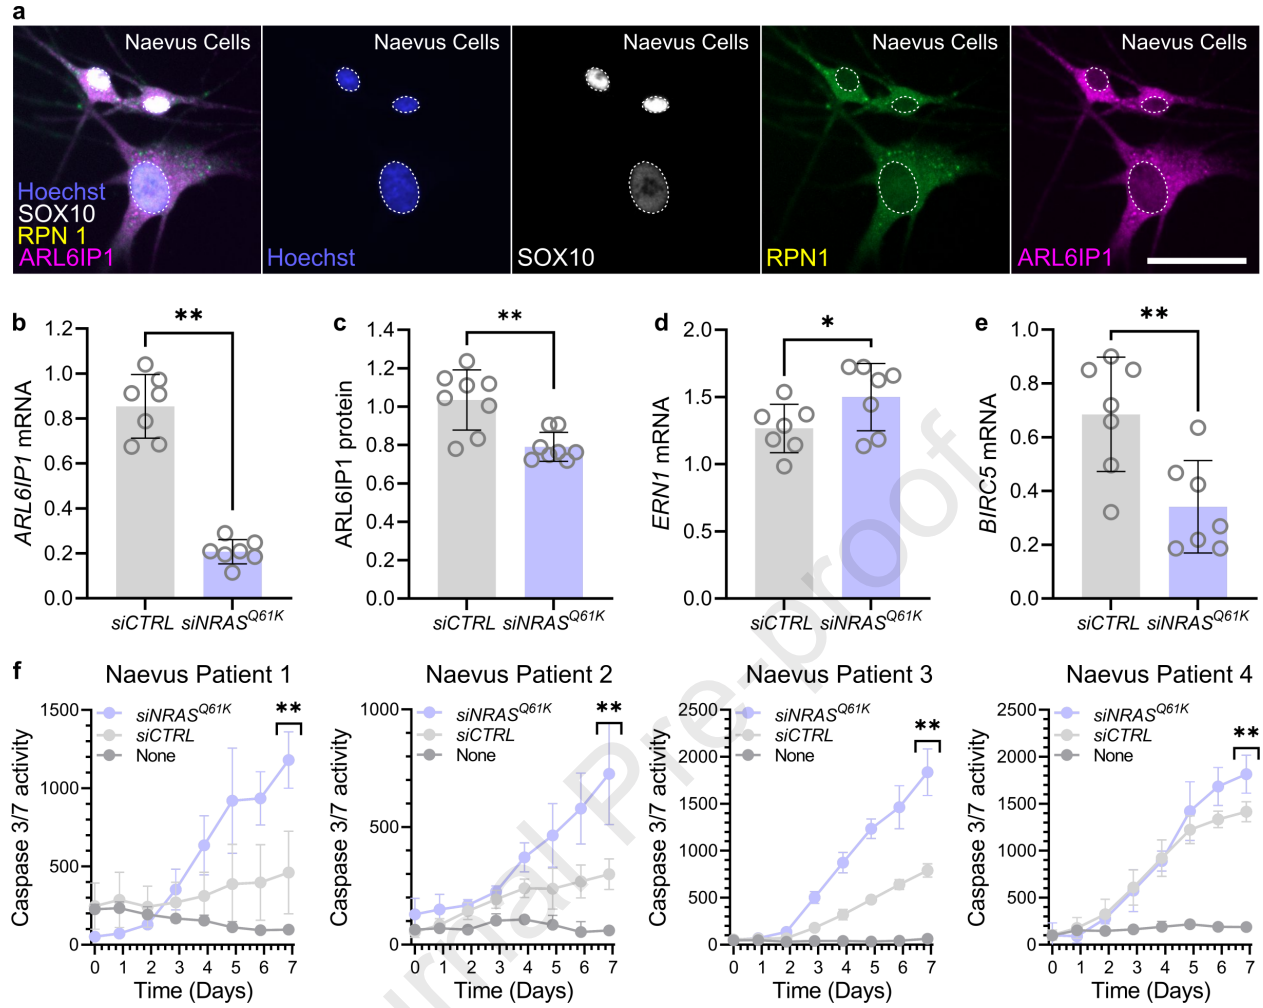 a
Naevus Cells
Naevus Cells
Naevus Cells
Naevus Cells
Naevus Cells
Hoechst
SOX10
RPN 1
ARL6IP1
Hoechst
SOX10
RPN1
ARL6IP1
b
ARL6IP1 mRNA
1.2
1.0
0.8
0.6
0.4
0.2
0.0
**
siCTRL siNRAS^Q61K
c
ARL6IP1 protein
1.4
1.2
1.0
0.8
0.6
0.4
0.2
0.0
**
siCTRL siNRAS^Q61K
d
ERN1 mRNA
2.0
1.5
1.0
0.5
0.0
*
siCTRL siNRAS^Q61K
e
BIRC5 mRNA
1.0
0.8
0.6
0.4
0.2
0.0
**
siCTRL siNRAS^Q61K
f
Naevus Patient 1
Caspase 3/7 activity
1500
1000
500
0
siNRAS^Q61K
siCTRL
None
**
0 1 2 3 4 5 6 7
Time (Days)
Naevus Patient 2
Caspase 3/7 activity
1000
500
0
siNRAS^Q61K
siCTRL
None
**
0 1 2 3 4 5 6 7
Time (Days)
Naevus Patient 3
Caspase 3/7 activity
2500
2000
1500
1000
500
0
siNRAS^Q61K
siCTRL
None
**
0 1 2 3 4 5 6 7
Time (Days)
Naevus Patient 4
Caspase 3/7 activity
2500
2000
1500
1000
500
0
siNRAS^Q61K
siCTRL
None
**
0 1 2 3 4 5 6 7
Time (Days)
Pre-proof